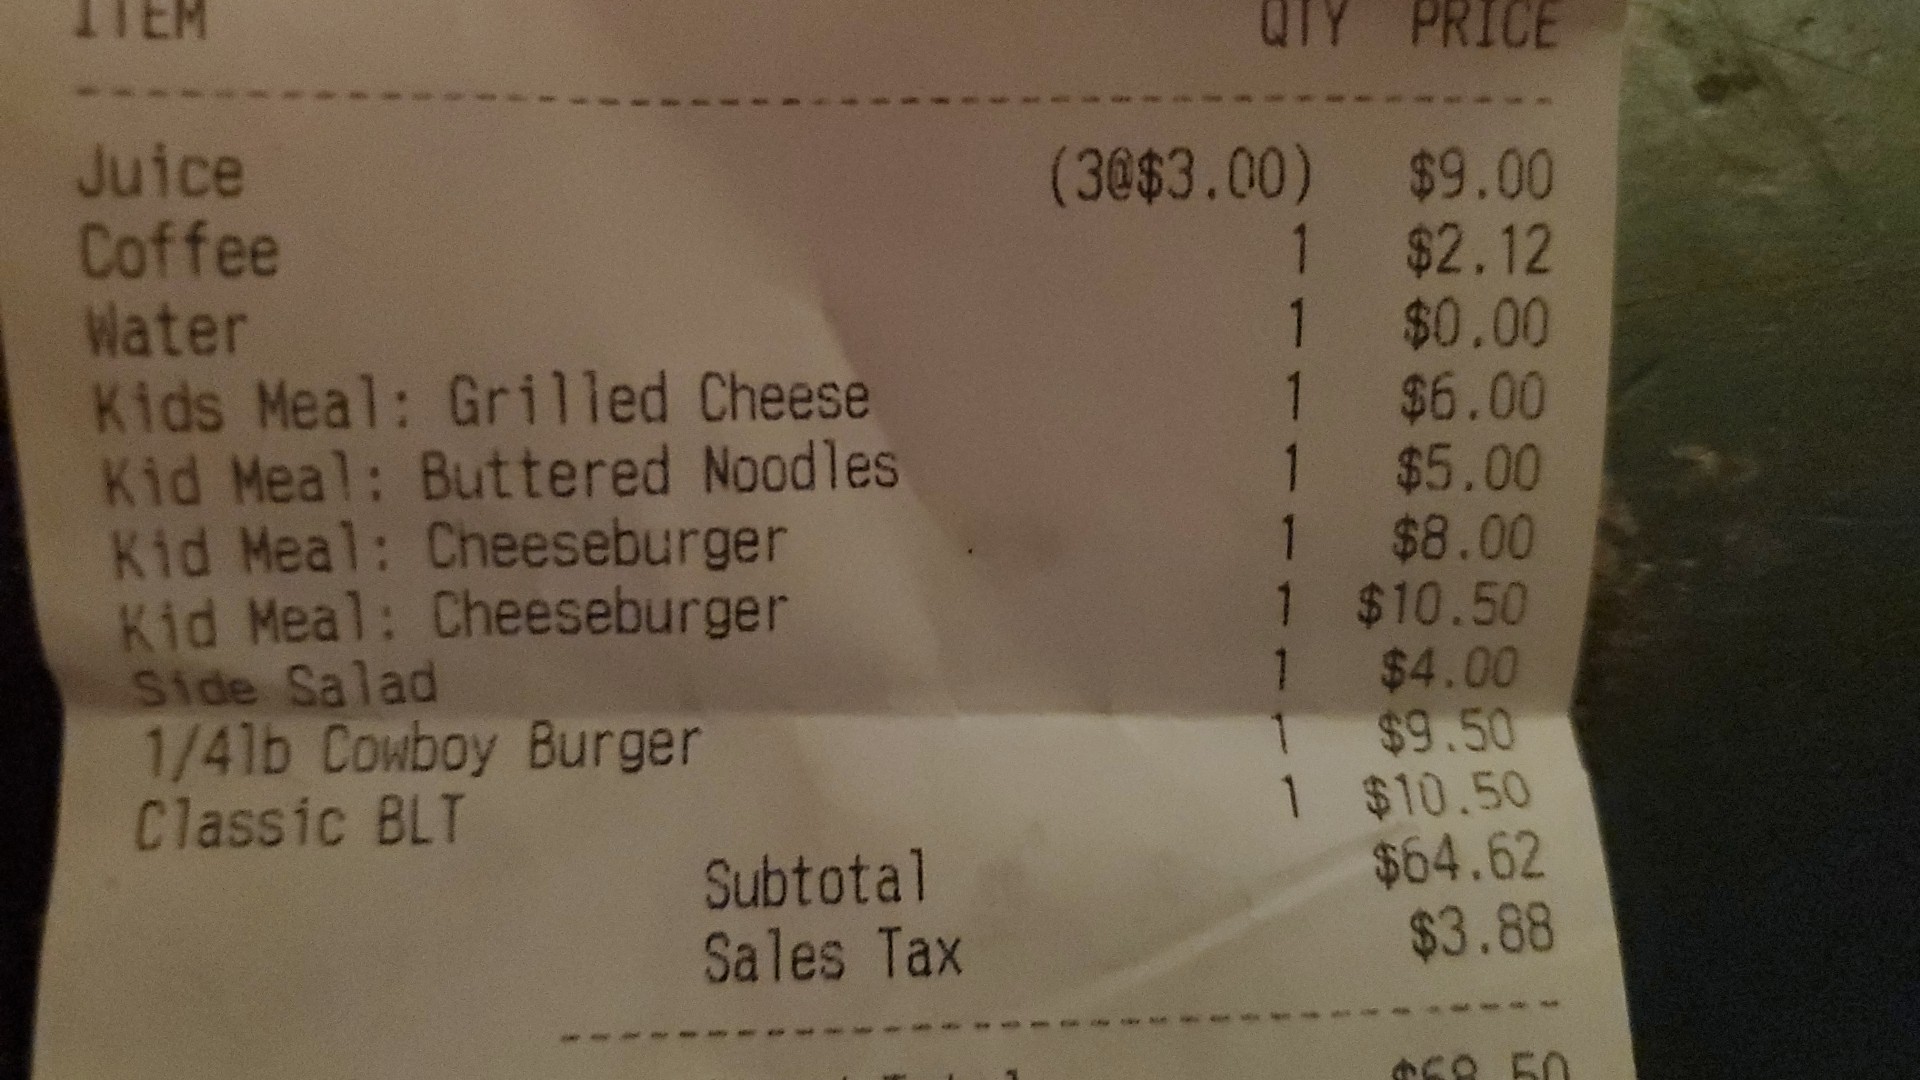 ITEM QTY PRICE
Juice (3@$3.00) $9.00
Coffee 1 $2.12
Water 1 $0.00
Kids Meal: Grilled Cheese 1 $6.00
Kid Meal: Buttered Noodles 1 $5.00
Kid Meal: Cheeseburger 1 $8.00
Kid Meal: Cheeseburger 1 $10.50
Side Salad 1 $4.00
1/4lb Cowboy Burger 1 $9.50
Classic BLT 1 $10.50
Subtotal $64.62
Sales Tax $3.88
$68.50